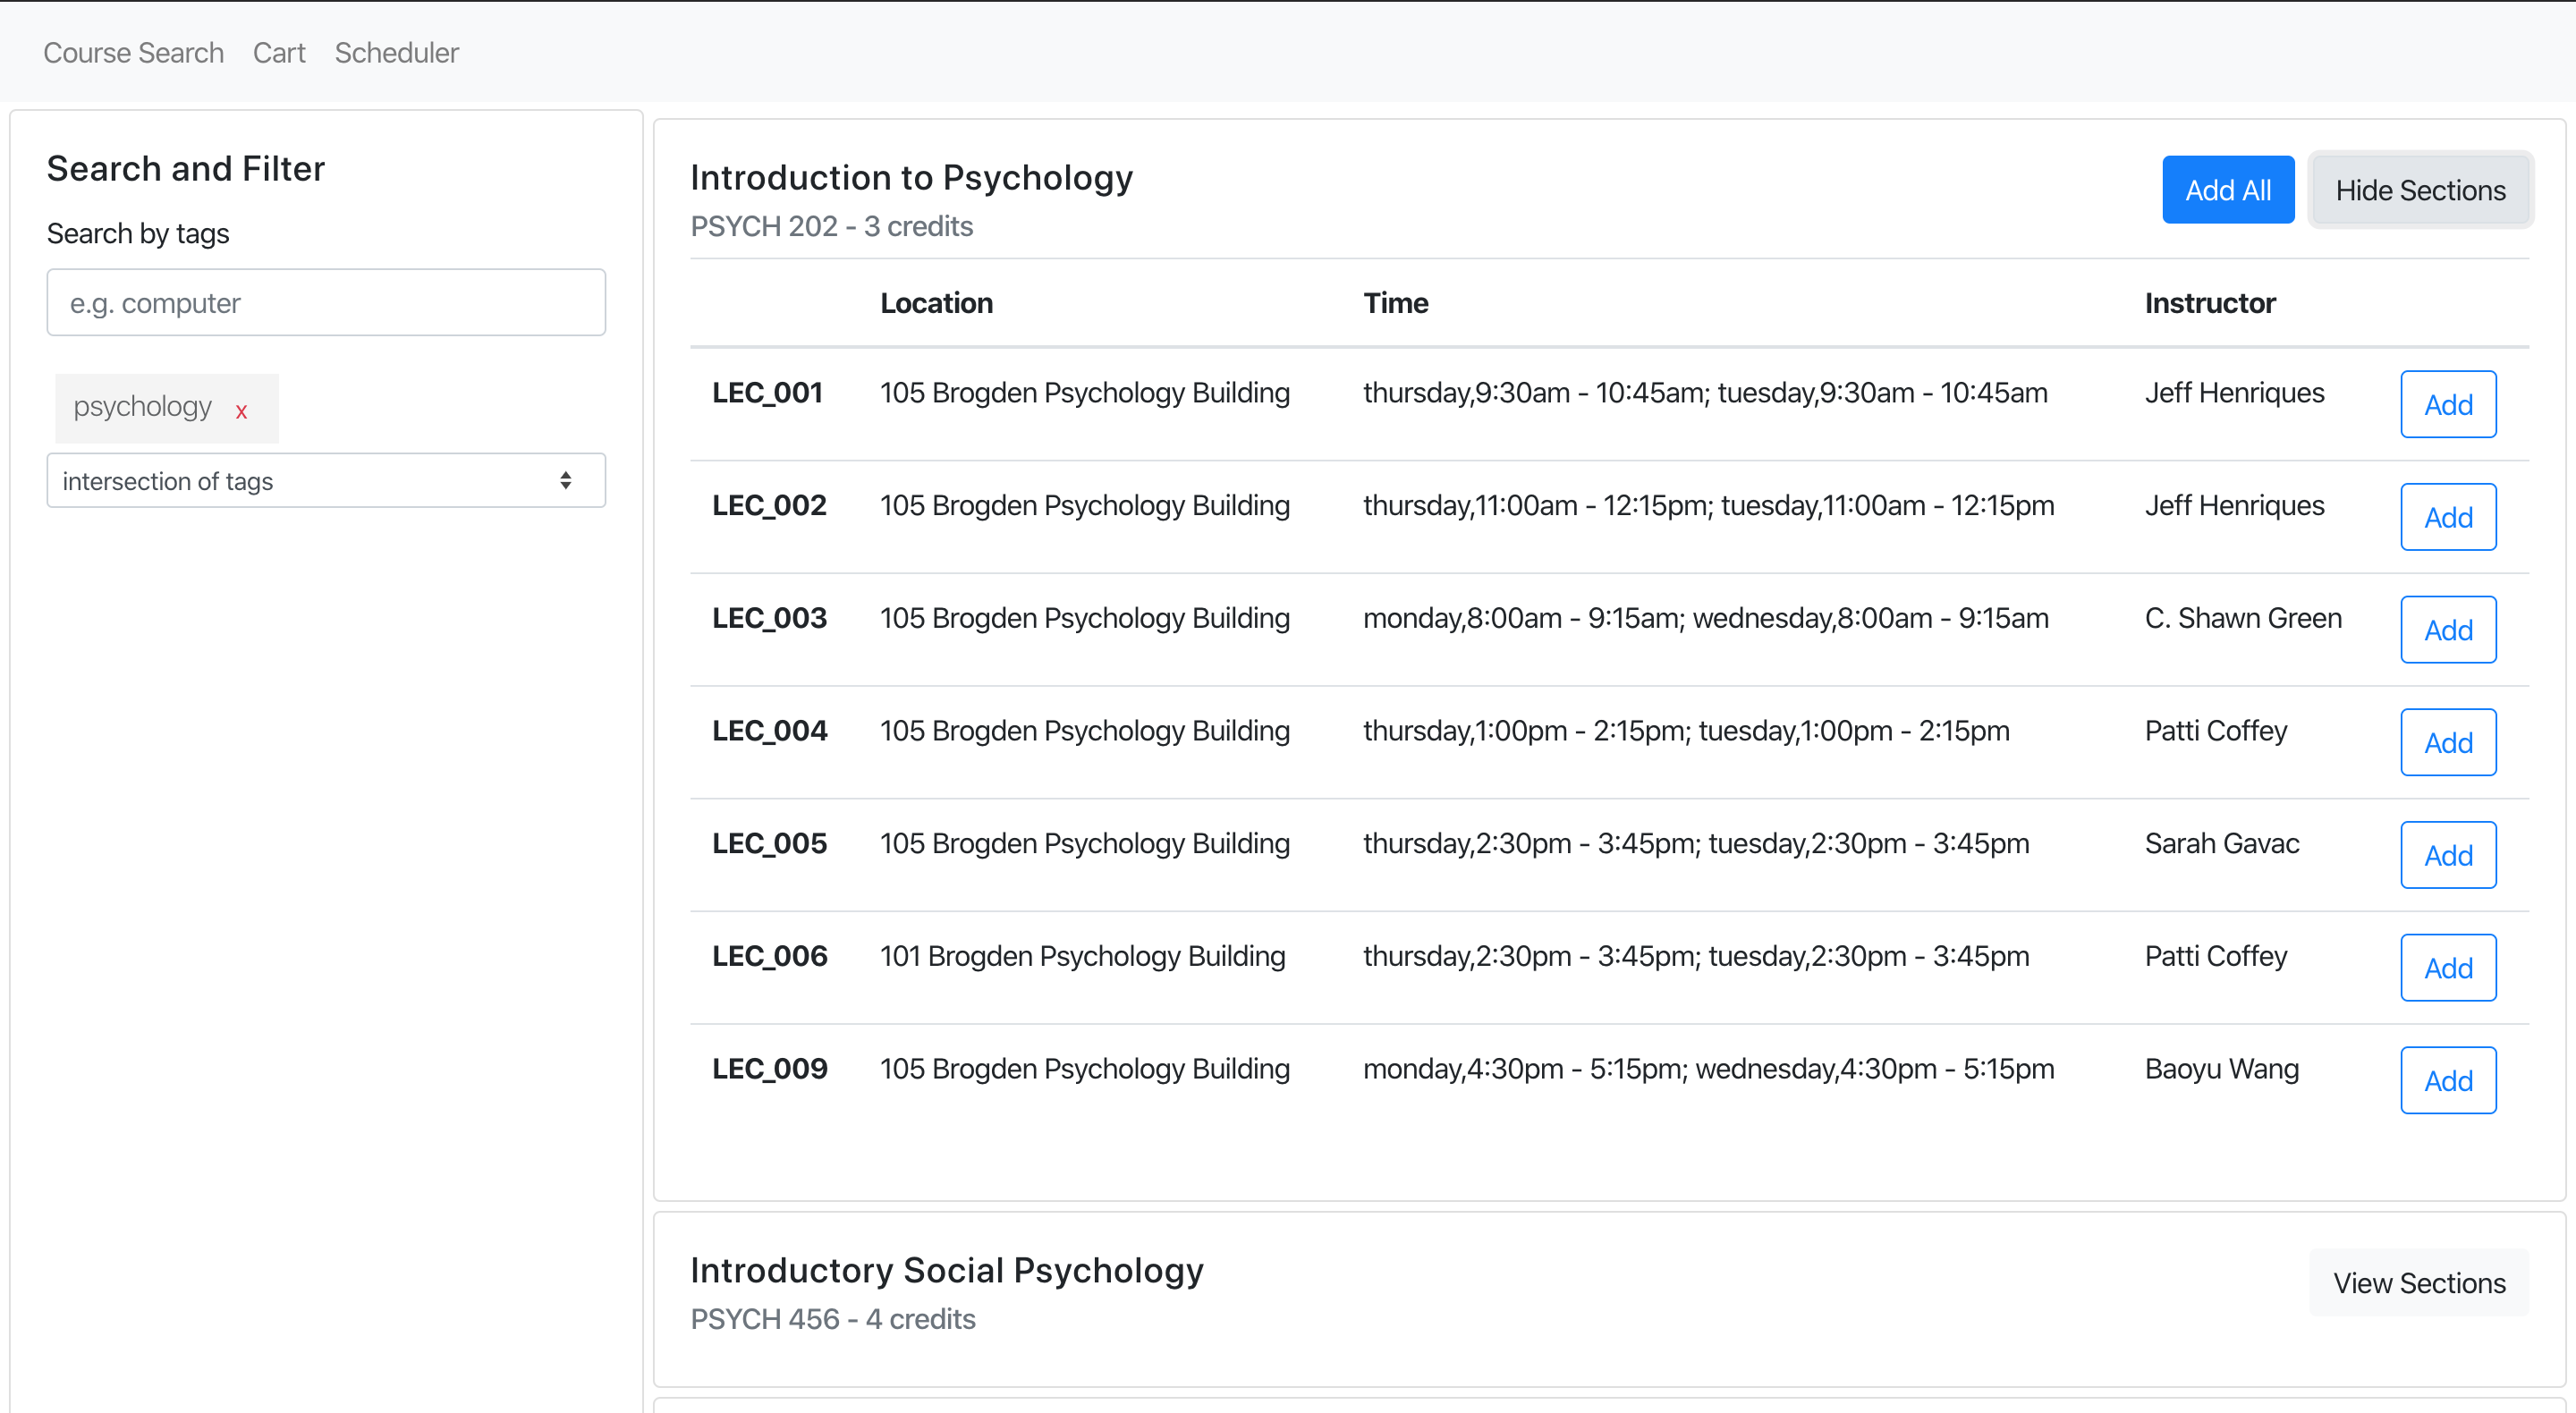 Course Search Cart Scheduler
Search and Filter
Search by tags
e.g. computer
psychology x
intersection of tags
Introduction to Psychology
PSYCH 202 - 3 credits
Add All Hide Sections
Location Time Instructor
LEC_001 105 Brogden Psychology Building thursday,9:30am - 10:45am; tuesday,9:30am - 10:45am Jeff Henriques Add
LEC_002 105 Brogden Psychology Building thursday,11:00am - 12:15pm; tuesday,11:00am - 12:15pm Jeff Henriques Add
LEC_003 105 Brogden Psychology Building monday,8:00am - 9:15am; wednesday,8:00am - 9:15am C. Shawn Green Add
LEC_004 105 Brogden Psychology Building thursday,1:00pm - 2:15pm; tuesday,1:00pm - 2:15pm Patti Coffey Add
LEC_005 105 Brogden Psychology Building thursday,2:30pm - 3:45pm; tuesday,2:30pm - 3:45pm Sarah Gavac Add
LEC_006 101 Brogden Psychology Building thursday,2:30pm - 3:45pm; tuesday,2:30pm - 3:45pm Patti Coffey Add
LEC_009 105 Brogden Psychology Building monday,4:30pm - 5:15pm; wednesday,4:30pm - 5:15pm Baoyu Wang Add
Introductory Social Psychology
PSYCH 456 - 4 credits
View Sections